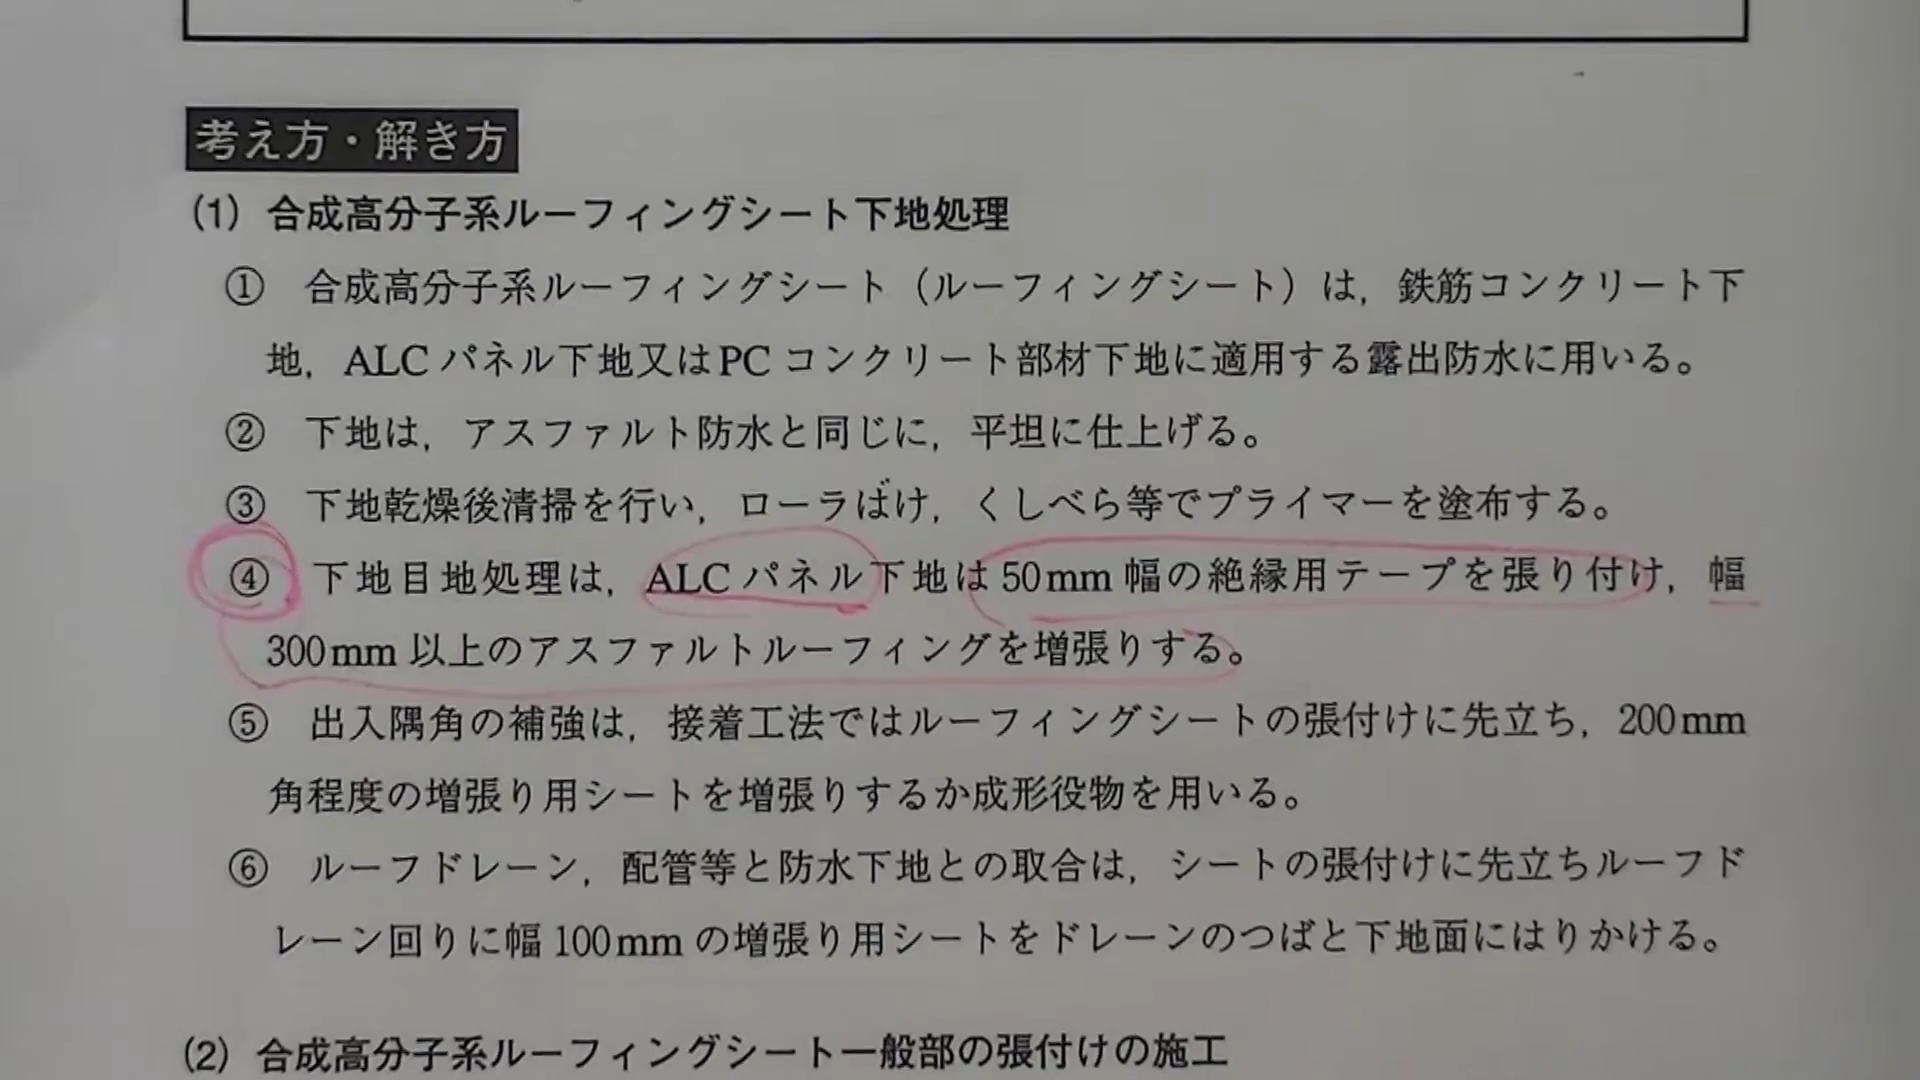 考え方・解き方
(1) 合成高分子系ルーフィングシート下地処理
① 合成高分子系ルーフィングシート（ルーフィングシート）は，鉄筋コンクリート下
地，ALC パネル下地又は PC コンクリート部材下地に適用する露出防水に用いる。
② 下地は，アスファルト防水と同じに，平坦に仕上げる。
③ 下地乾燥後清掃を行い，ローラばけ，くしべら等でプライマーを塗布する。
④ 下地目地処理は，ALC パネル下地は 50mm 幅の絶縁用テープを張り付け，幅
300mm 以上のアスファルトルーフィングを増張りする。
⑤ 出入隅角の補強は，接着工法ではルーフィングシートの張付けに先立ち，200mm
角程度の増張り用シートを増張りするか成形役物を用いる。
⑥ ルーフドレーン，配管等と防水下地との取合は，シートの張付けに先立ちルーフド
レーン回りに幅 100mm の増張り用シートをドレーンのつばと下地面にはりかける。
(2) 合成高分子系ルーフィングシート一般部の張付けの施工